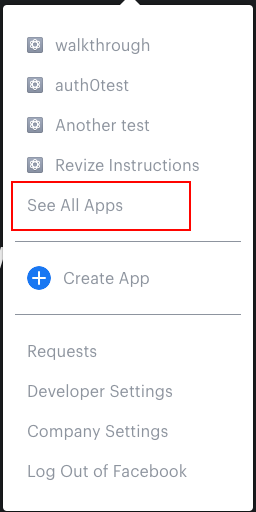 walkthrough
auth0test
Another test
Revize Instructions
See All Apps
Create App
Requests
Developer Settings
Company Settings
Log Out of Facebook